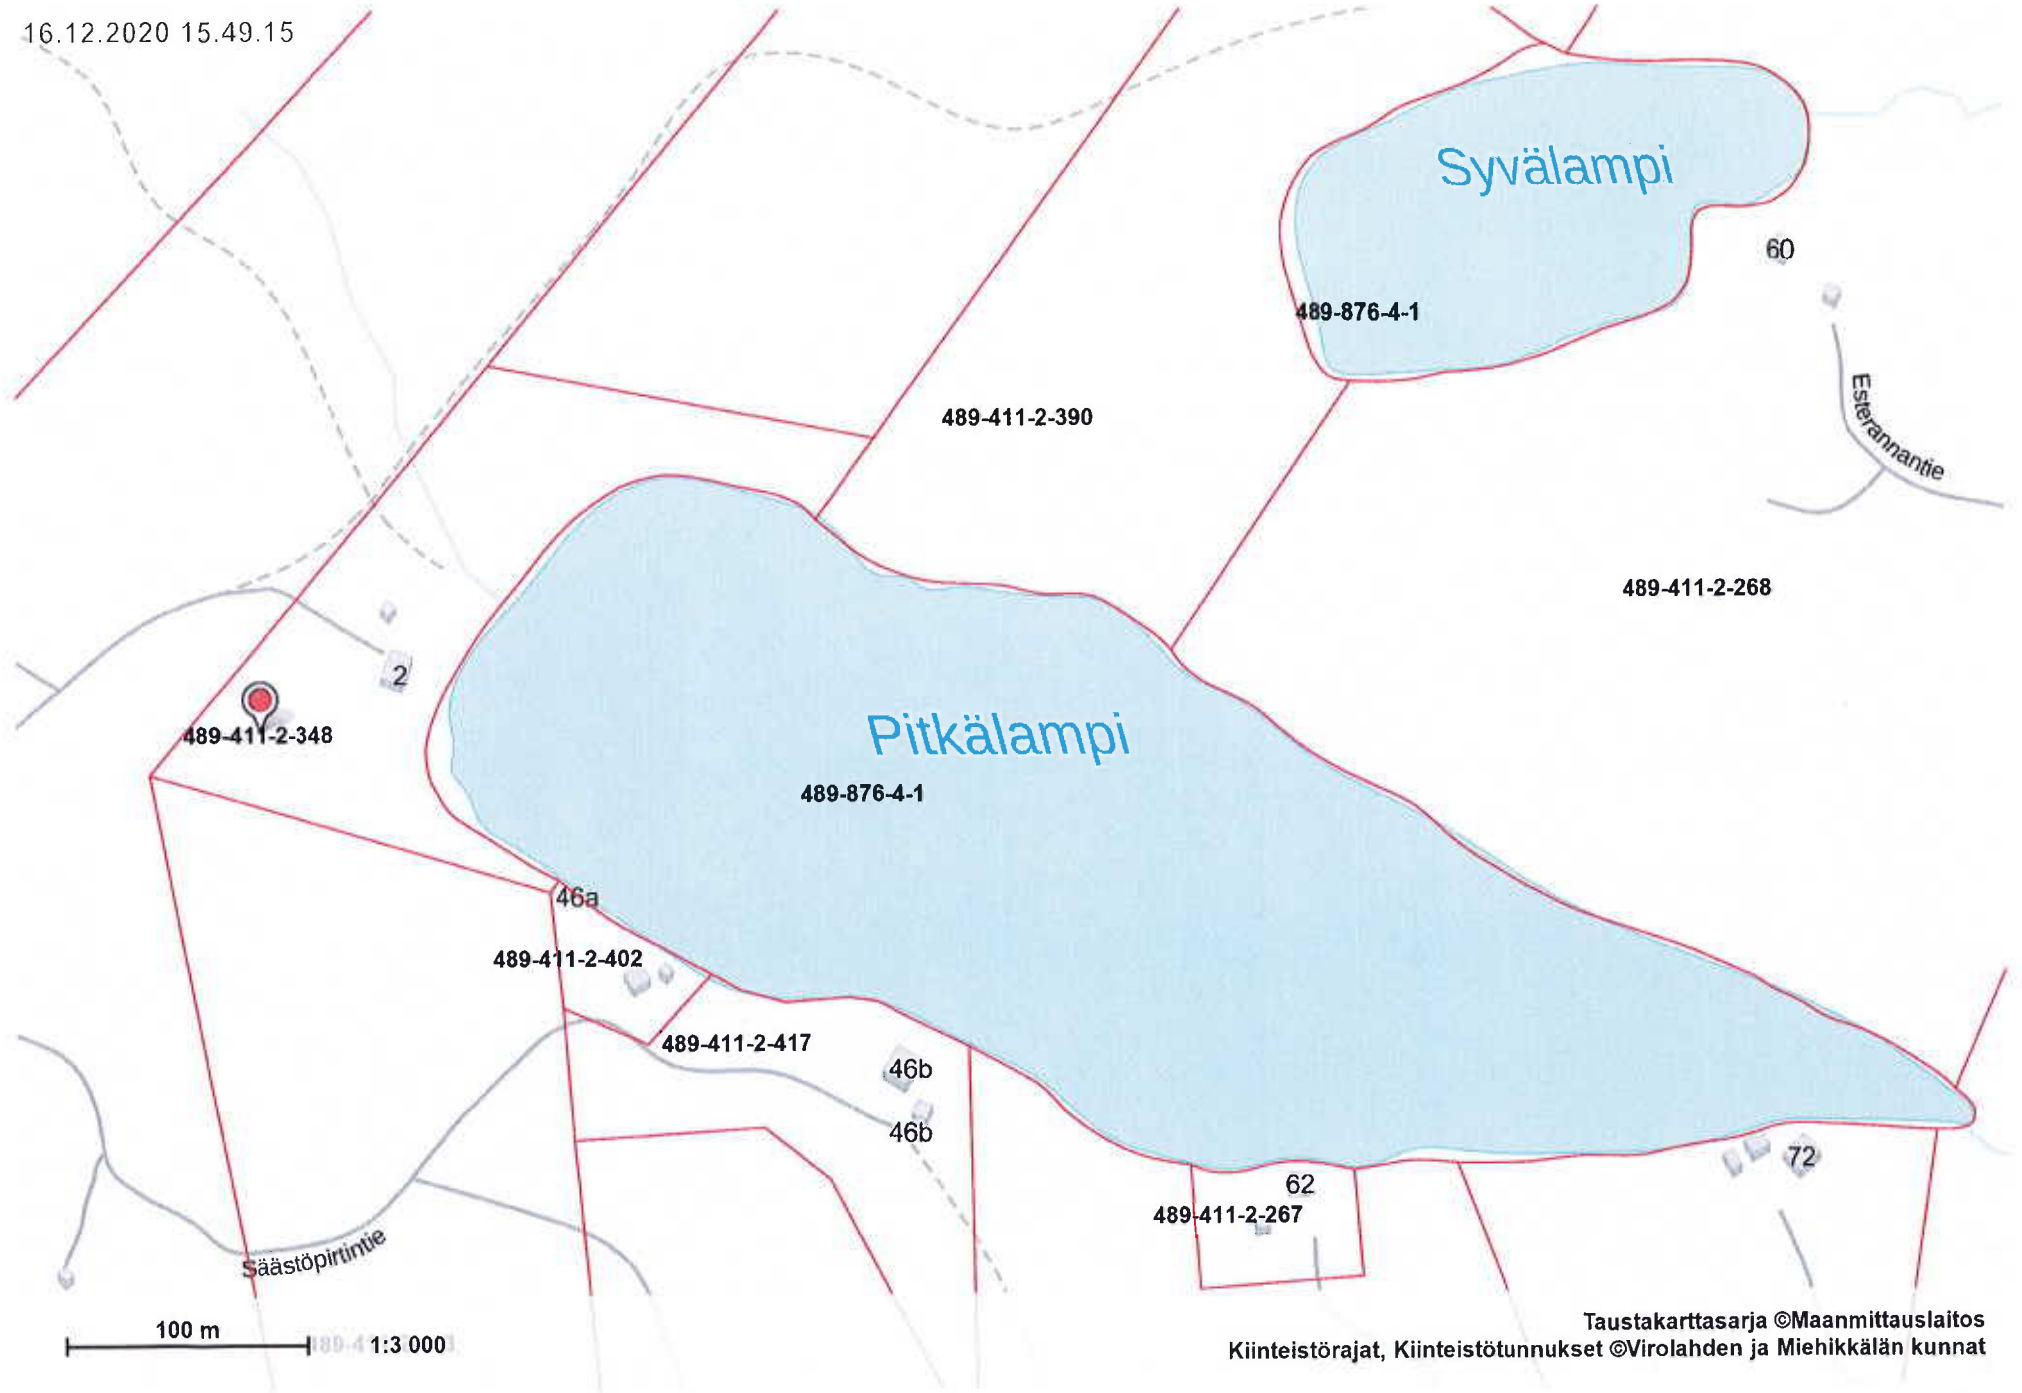 16.12.2020 15.49.15
Syvälampi
60
489-876-4-1
Esterannantie
489-411-2-390
489-411-2-268
2
489-411-2-348
Pitkälampi
489-876-4-1
46a
489-411-2-402
489-411-2-417
46b
46b
72
62
489-411-2-267
Säästöpirtintie
100 m
1:3 000
Taustakarttasarja ©Maanmittauslaitos
Kiinteistörajat, Kiinteistötunnukset ©Virolahden ja Miehikkälän kunnat